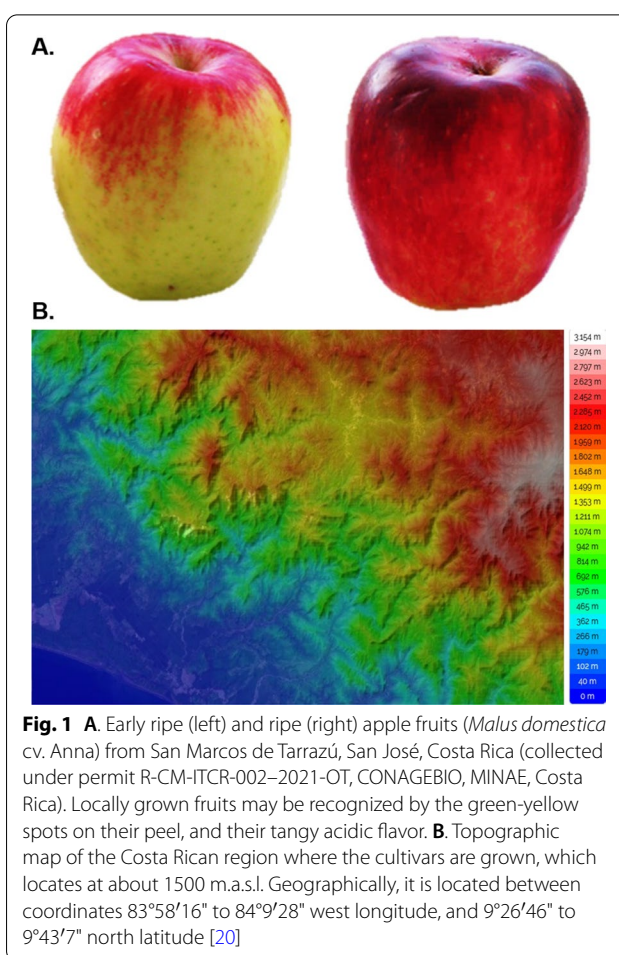 A.
B.
3.154 m
2.974 m
2.797 m
2.623 m
2.452 m
2.285 m
2.120 m
1.959 m
1.802 m
1.648 m
1.499 m
1.353 m
1.211 m
1.074 m
942 m
814 m
692 m
576 m
465 m
362 m
266 m
179 m
102 m
40 m
0 m
Fig. 1 A. Early ripe (left) and ripe (right) apple fruits (Malus domestica
cv. Anna) from San Marcos de Tarrazú, San José, Costa Rica (collected
under permit R-CM-ITCR-002–2021-OT, CONAGEBIO, MINAE, Costa
Rica). Locally grown fruits may be recognized by the green-yellow
spots on their peel, and their tangy acidic flavor. B. Topographic
map of the Costa Rican region where the cultivars are grown, which
locates at about 1500 m.a.s.l. Geographically, it is located between
coordinates 83°58′16" to 84°9′28" west longitude, and 9°26′46" to
9°43′7" north latitude [20]